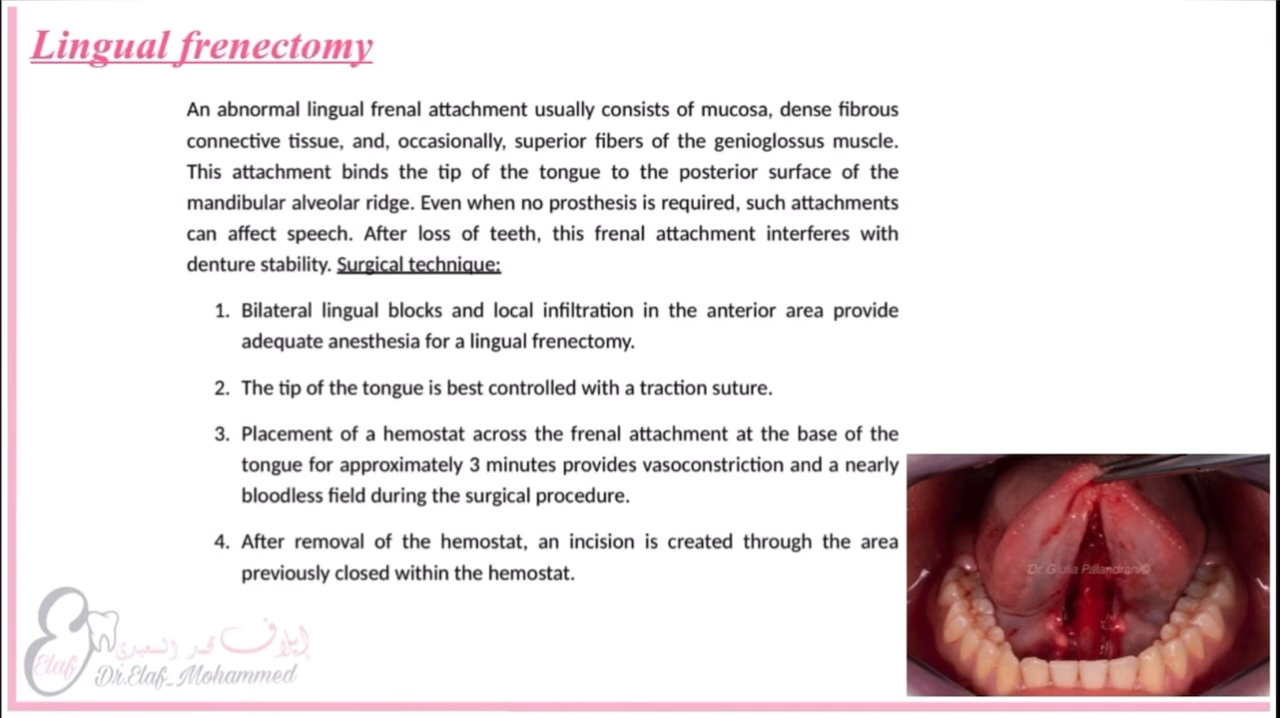 Lingual frenectomy
An abnormal lingual frenal attachment usually consists of mucosa, dense fibrous
connective tissue, and, occasionally, superior fibers of the genioglossus muscle.
This attachment binds the tip of the tongue to the posterior surface of the
mandibular alveolar ridge. Even when no prosthesis is required, such attachments
can affect speech. After loss of teeth, this frenal attachment interferes with
denture stability. Surgical technique:
1. Bilateral lingual blocks and local infiltration in the anterior area provide
adequate anesthesia for a lingual frenectomy.
2. The tip of the tongue is best controlled with a traction suture.
3. Placement of a hemostat across the frenal attachment at the base of the
tongue for approximately 3 minutes provides vasoconstriction and a nearly
bloodless field during the surgical procedure.
4. After removal of the hemostat, an incision is created through the area
previously closed within the hemostat.
Dr. Giulia Palandrani©
إيلاف محمد السعيدي
Elaf
Dr.Elaf_Mohammed